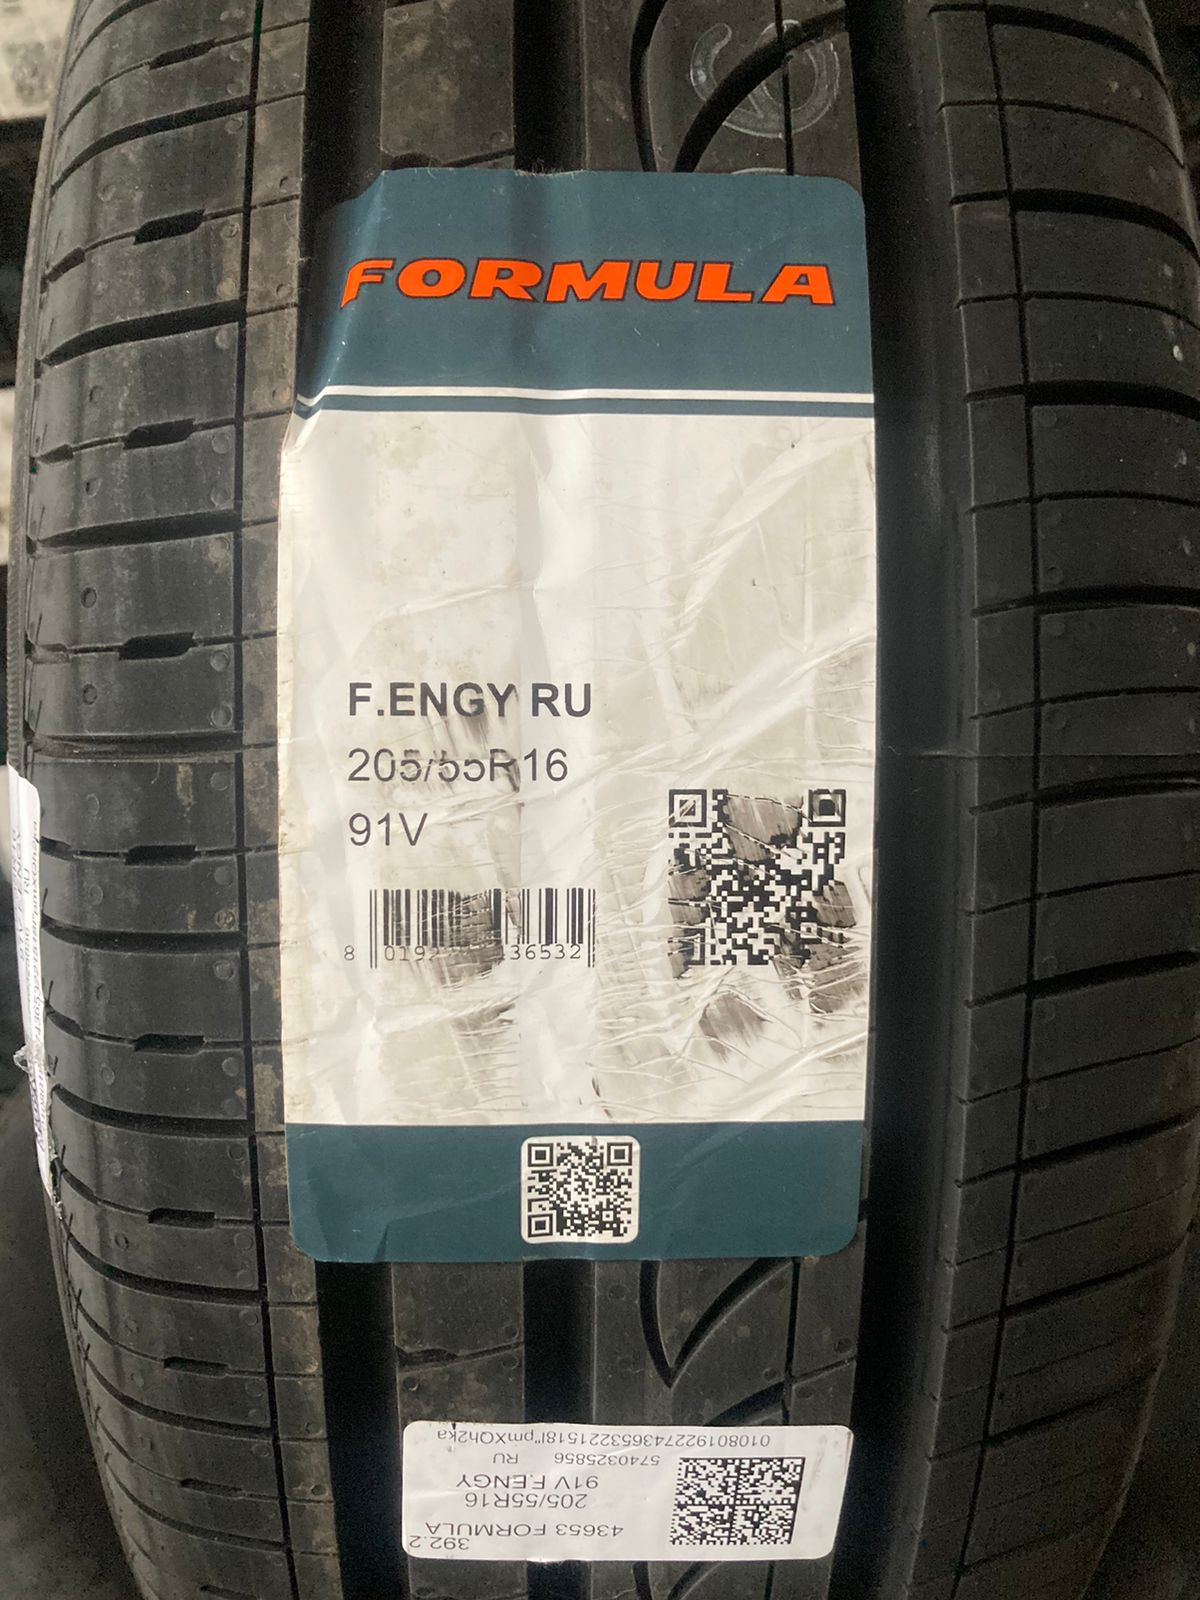 FORMULA
F.ENGY RU
205/55R16
91V
8 0192 36532
392.2
43653 FORMULA
205/55R16
91V F.ENGY
5740325856 RU
0108019227436532215181"pmXQh2ka